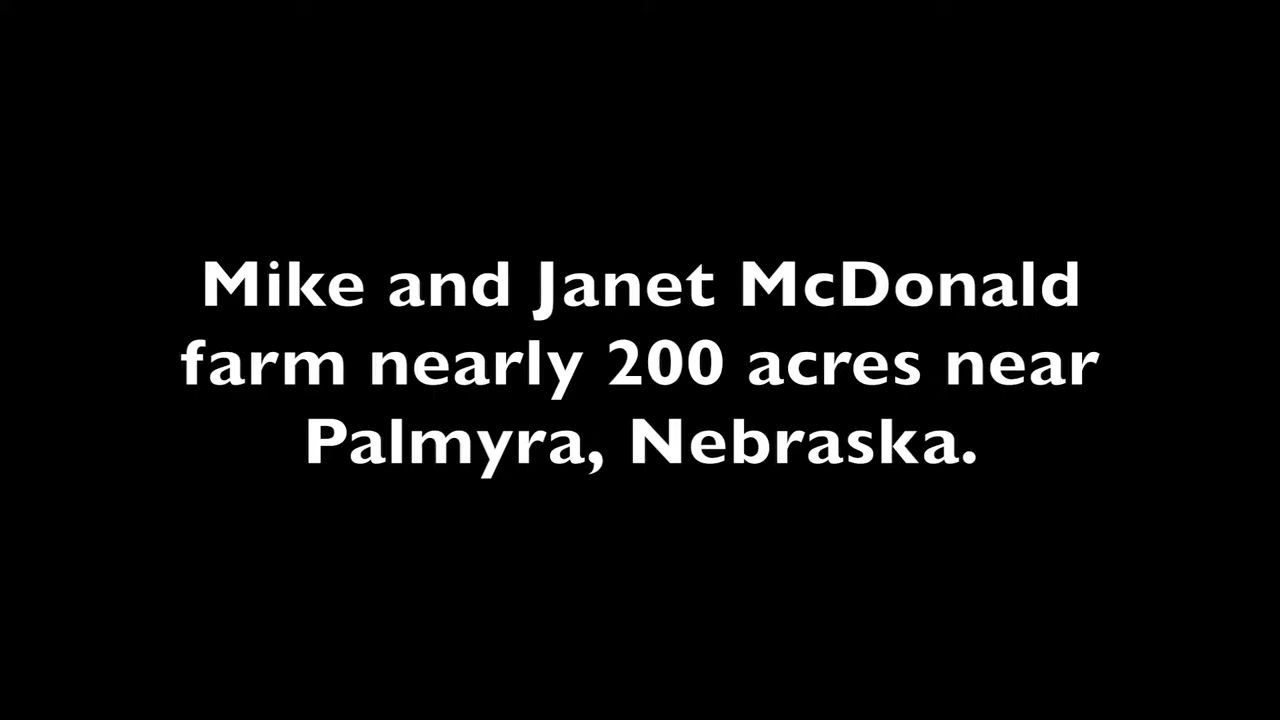 Mike and Janet McDonald
farm nearly 200 acres near
Palmyra, Nebraska.